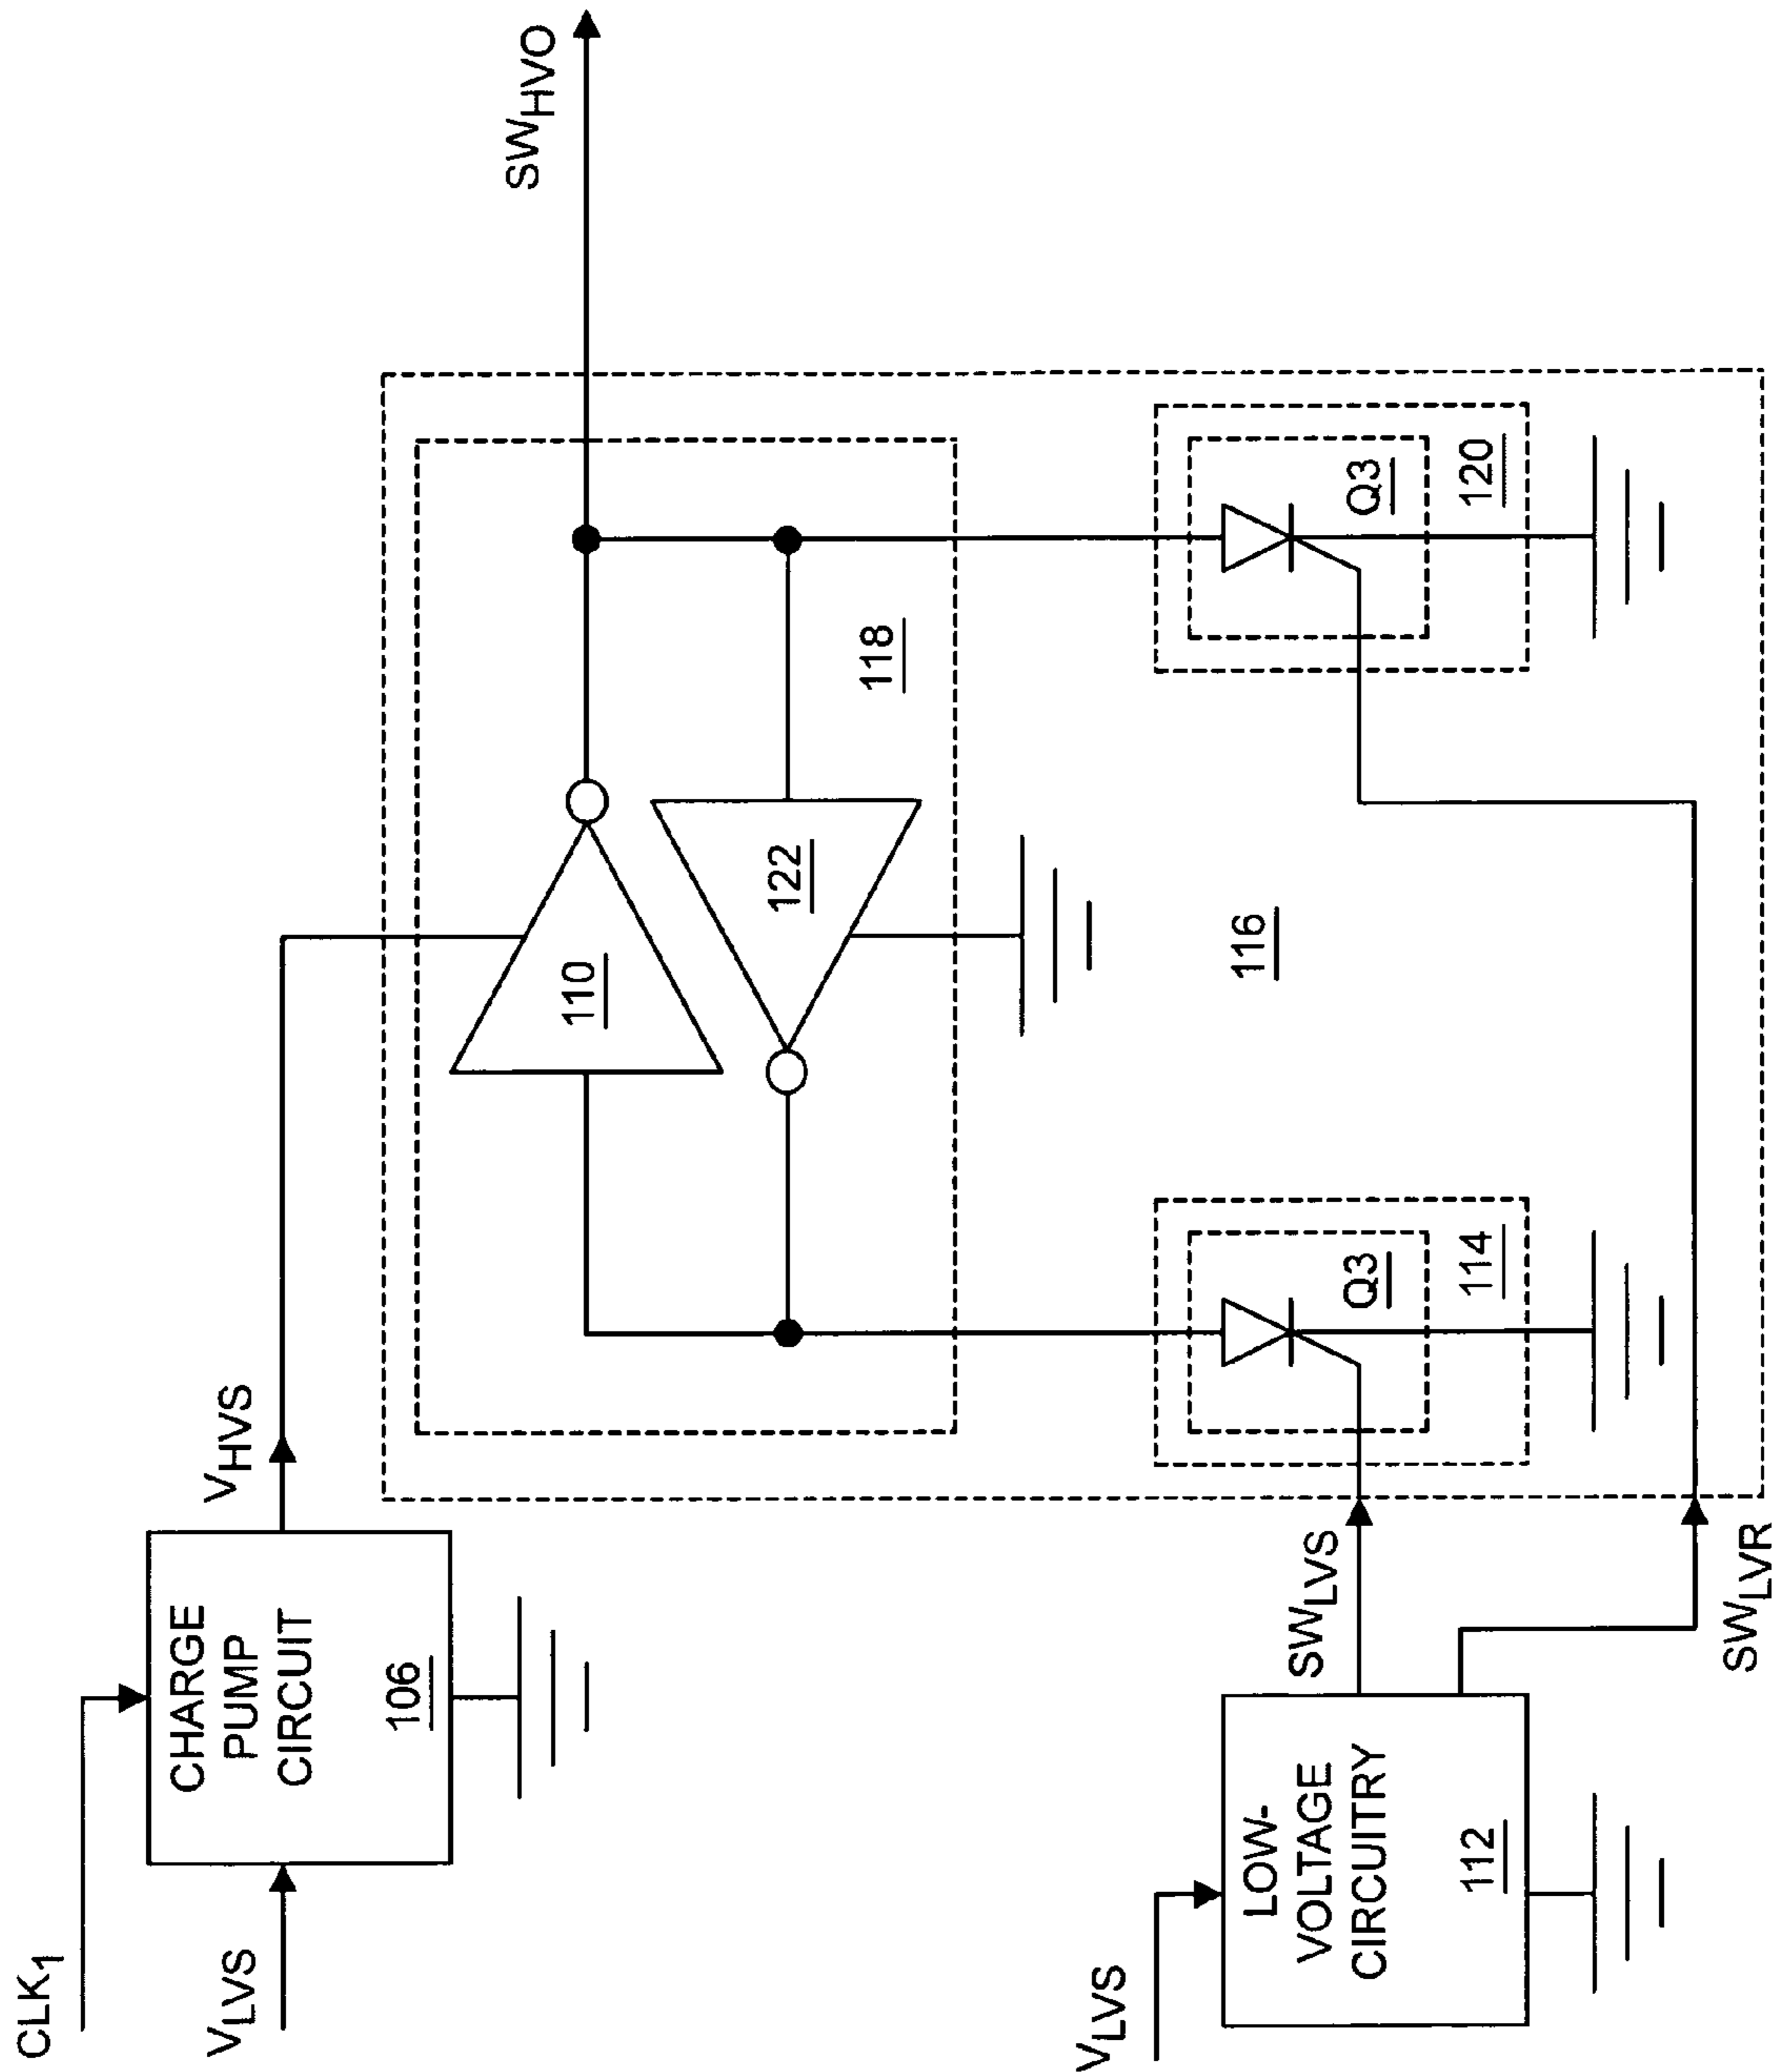 CLK1
VLVS
CHARGE
PUMP
CIRCUIT
106
VHVS
SWHVO
110
122
118
116
VLVS
LOW-
VOLTAGE
CIRCUITRY
112
SWLVS
SWLVR
Q3
114
Q3
120